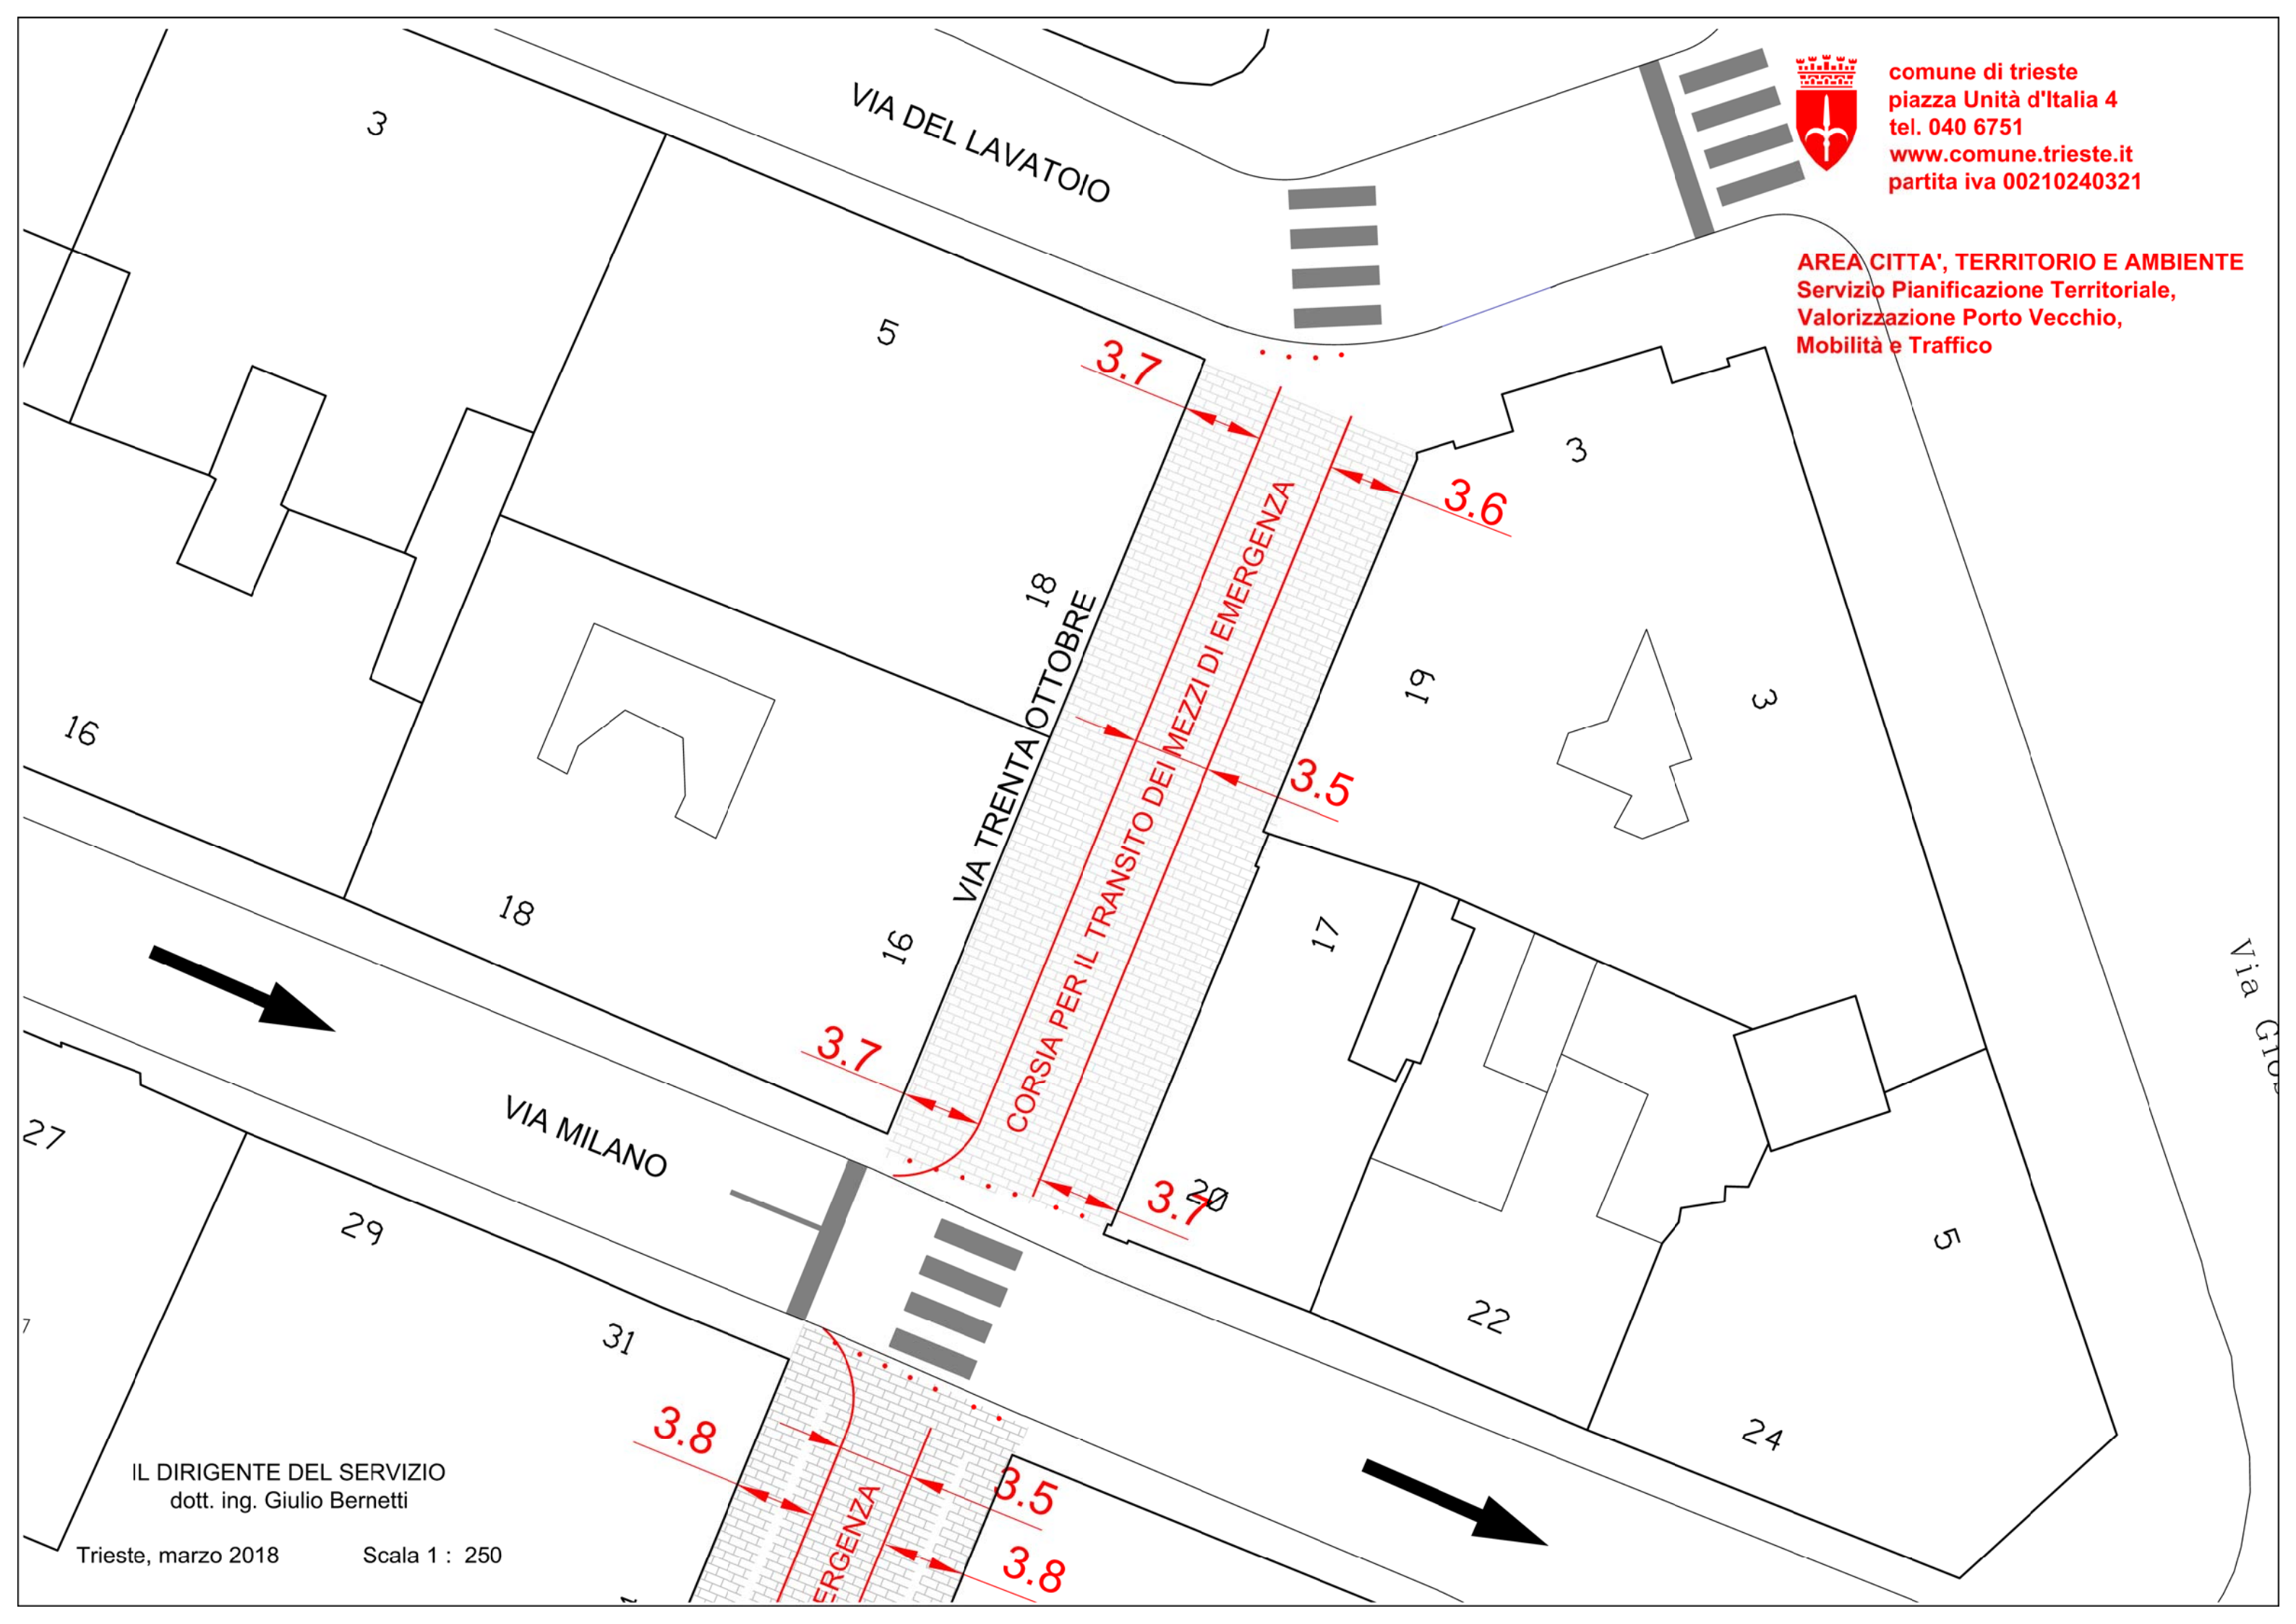 comune di trieste
piazza Unità d'Italia 4
tel. 040 6751
www.comune.trieste.it
partita iva 00210240321
AREA CITTA', TERRITORIO E AMBIENTE
Servizio Pianificazione Territoriale,
Valorizzazione Porto Vecchio,
Mobilità e Traffico
VIA DEL LAVATOIO
3
5
3.7
3.6
3
18
VIA TRENTA OTTOBRE
CORSIA PER IL TRANSITO DEI MEZZI DI EMERGENZA
19
3
16
3.5
18
16
17
Via
3.7
27
VIA MILANO
29
3.7
20
5
22
31
24
3.8
3.5
3.8
ERGENZA
IL DIRIGENTE DEL SERVIZIO
dott. ing. Giulio Bernetti
Trieste, marzo 2018
Scala 1 : 250